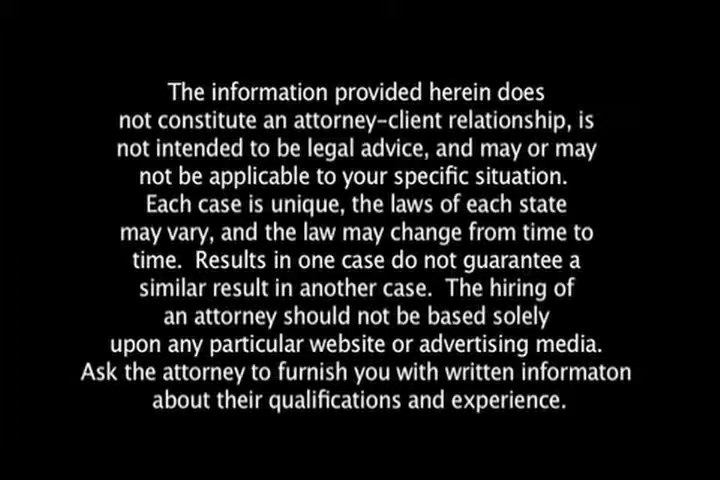 The information provided herein does
not constitute an attorney-client relationship, is
not intended to be legal advice, and may or may
not be applicable to your specific situation.
Each case is unique, the laws of each state
may vary, and the law may change from time to
time.  Results in one case do not guarantee a
similar result in another case.  The hiring of
an attorney should not be based solely
upon any particular website or advertising media.
Ask the attorney to furnish you with written informaton
about their qualifications and experience.